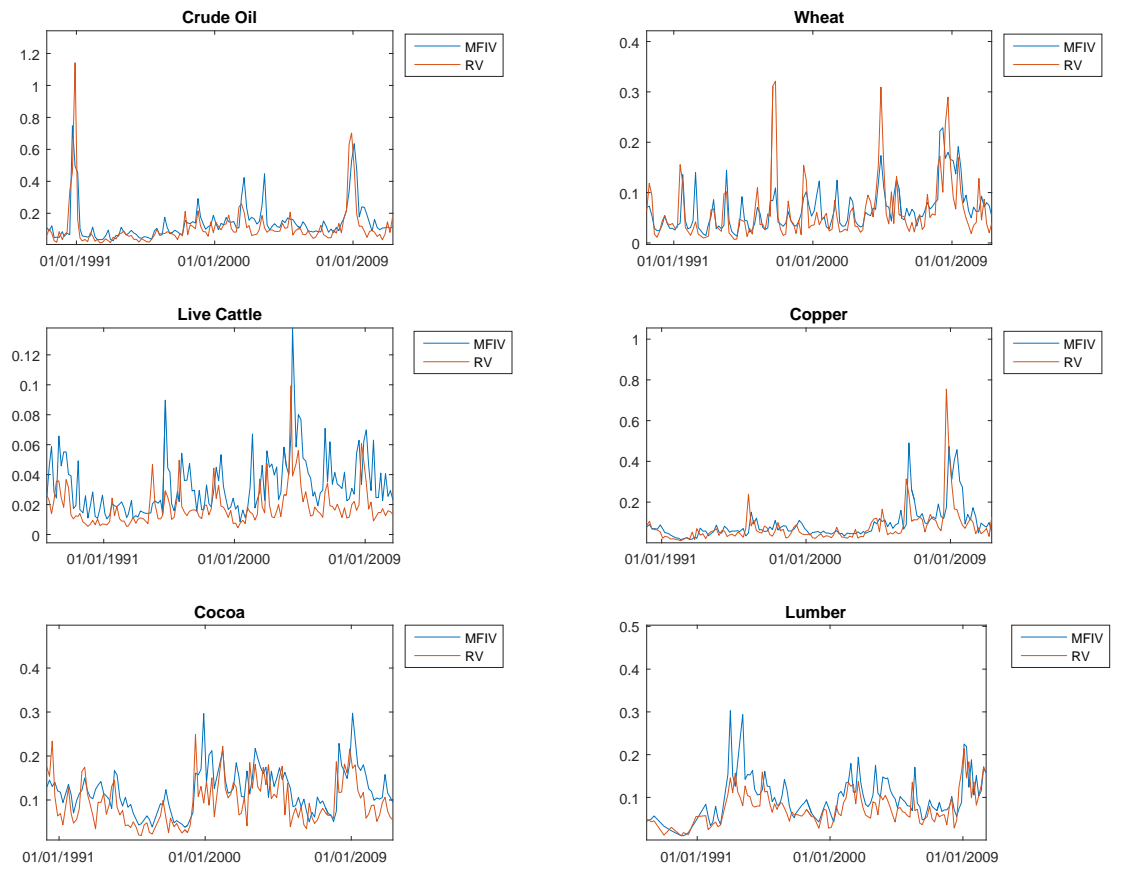 Crude Oil
1.2
1
0.8
0.6
0.4
0.2
01/01/1991 01/01/2000 01/01/2009
MFIV
RV
Wheat
0.4
0.3
0.2
0.1
0
01/01/1991 01/01/2000 01/01/2009
MFIV
RV
Live Cattle
0.12
0.1
0.08
0.06
0.04
0.02
0
01/01/1991 01/01/2000 01/01/2009
MFIV
RV
Copper
1
0.8
0.6
0.4
0.2
01/01/1991 01/01/2000 01/01/2009
MFIV
RV
Cocoa
0.4
0.3
0.2
0.1
01/01/1991 01/01/2000 01/01/2009
MFIV
RV
Lumber
0.5
0.4
0.3
0.2
0.1
01/01/1991 01/01/2000 01/01/2009
MFIV
RV